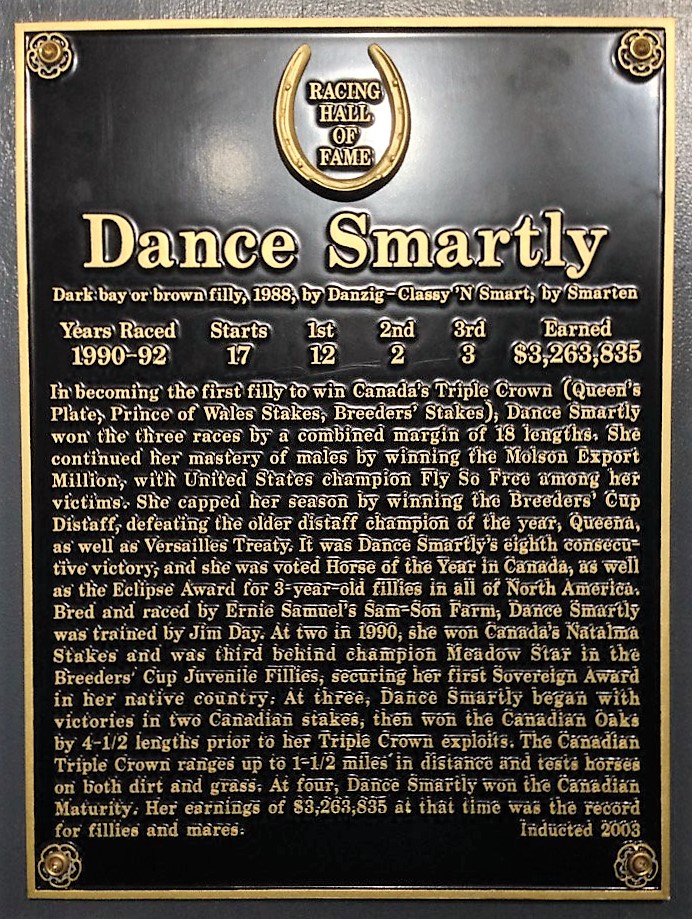 RACING
HALL
OF
FAME
Dance Smartly
Dark bay or brown filly, 1988, by Danzig-Classy 'N Smart, by Smarten
Years Raced Starts 1st 2nd 3rd Earned
1990-92 17 12 2 3 $3,263,835
In becoming the first filly to win Canada's Triple Crown (Queen's
Plate, Prince of Wales Stakes, Breeders' Stakes), Dance Smartly
won the three races by a combined margin of 18 lengths. She
continued her mastery of males by winning the Molson Export
Million, with United States champion Fly So Free among her
victims. She capped her season by winning the Breeders' Cup
Distaff, defeating the older distaff champion of the year, Queena,
as well as Versailles Treaty. It was Dance Smartly's eighth consecu-
tive victory, and she was voted Horse of the Year in Canada, as well
as the Eclipse Award for 3-year-old fillies in all of North America.
Bred and raced by Ernie Samuel's Sam-Son Farm, Dance Smartly
was trained by Jim Day. At two in 1990, she won Canada's Natalma
Stakes and was third behind champion Meadow Star in the
Breeders' Cup Juvenile Fillies, securing her first Sovereign Award
in her native country. At three, Dance Smartly began with
victories in two Canadian stakes, then won the Canadian Oaks
by 4-1/2 lengths prior to her Triple Crown exploits. The Canadian
Triple Crown ranges up to 1-1/2 miles in distance and tests horses
on both dirt and grass. At four, Dance Smartly won the Canadian
Maturity. Her earnings of $3,263,835 at that time was the record
for fillies and mares. Inducted 2003